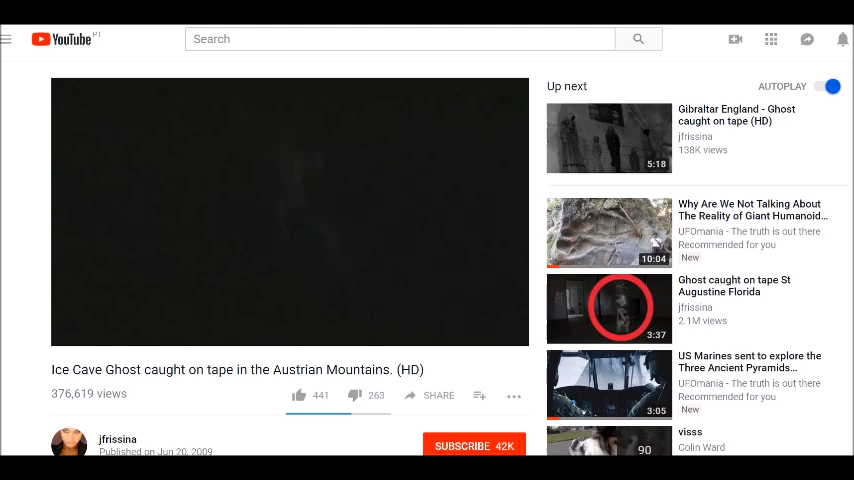 YouTube PT
Search
Up next
AUTOPLAY
Gibraltar England - Ghost
caught on tape (HD)
jfrissina
138K views
5:18
Why Are We Not Talking About
The Reality of Giant Humanoid...
UFOmania - The truth is out there
Recommended for you
New
10:04
Ghost caught on tape St
Augustine Florida
jfrissina
2.1M views
3:37
US Marines sent to explore the
Three Ancient Pyramids...
UFOmania - The truth is out there
Recommended for you
New
3:05
visss
Colin Ward
90
Ice Cave Ghost caught on tape in the Austrian Mountains. (HD)
376,619 views
441
263
SHARE
jfrissina
Published on Jun 20, 2009
SUBSCRIBE 42K